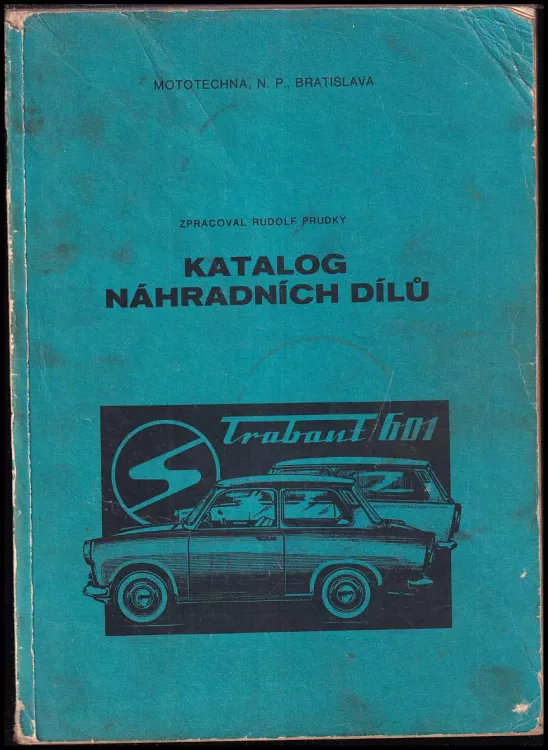 MOTOTECHNA, N. P., BRATISLAVA
ZPRACOVAL RUDOLF PRUDKÝ
KATALOG
NÁHRADNÍCH DÍLŮ
Trabant 601